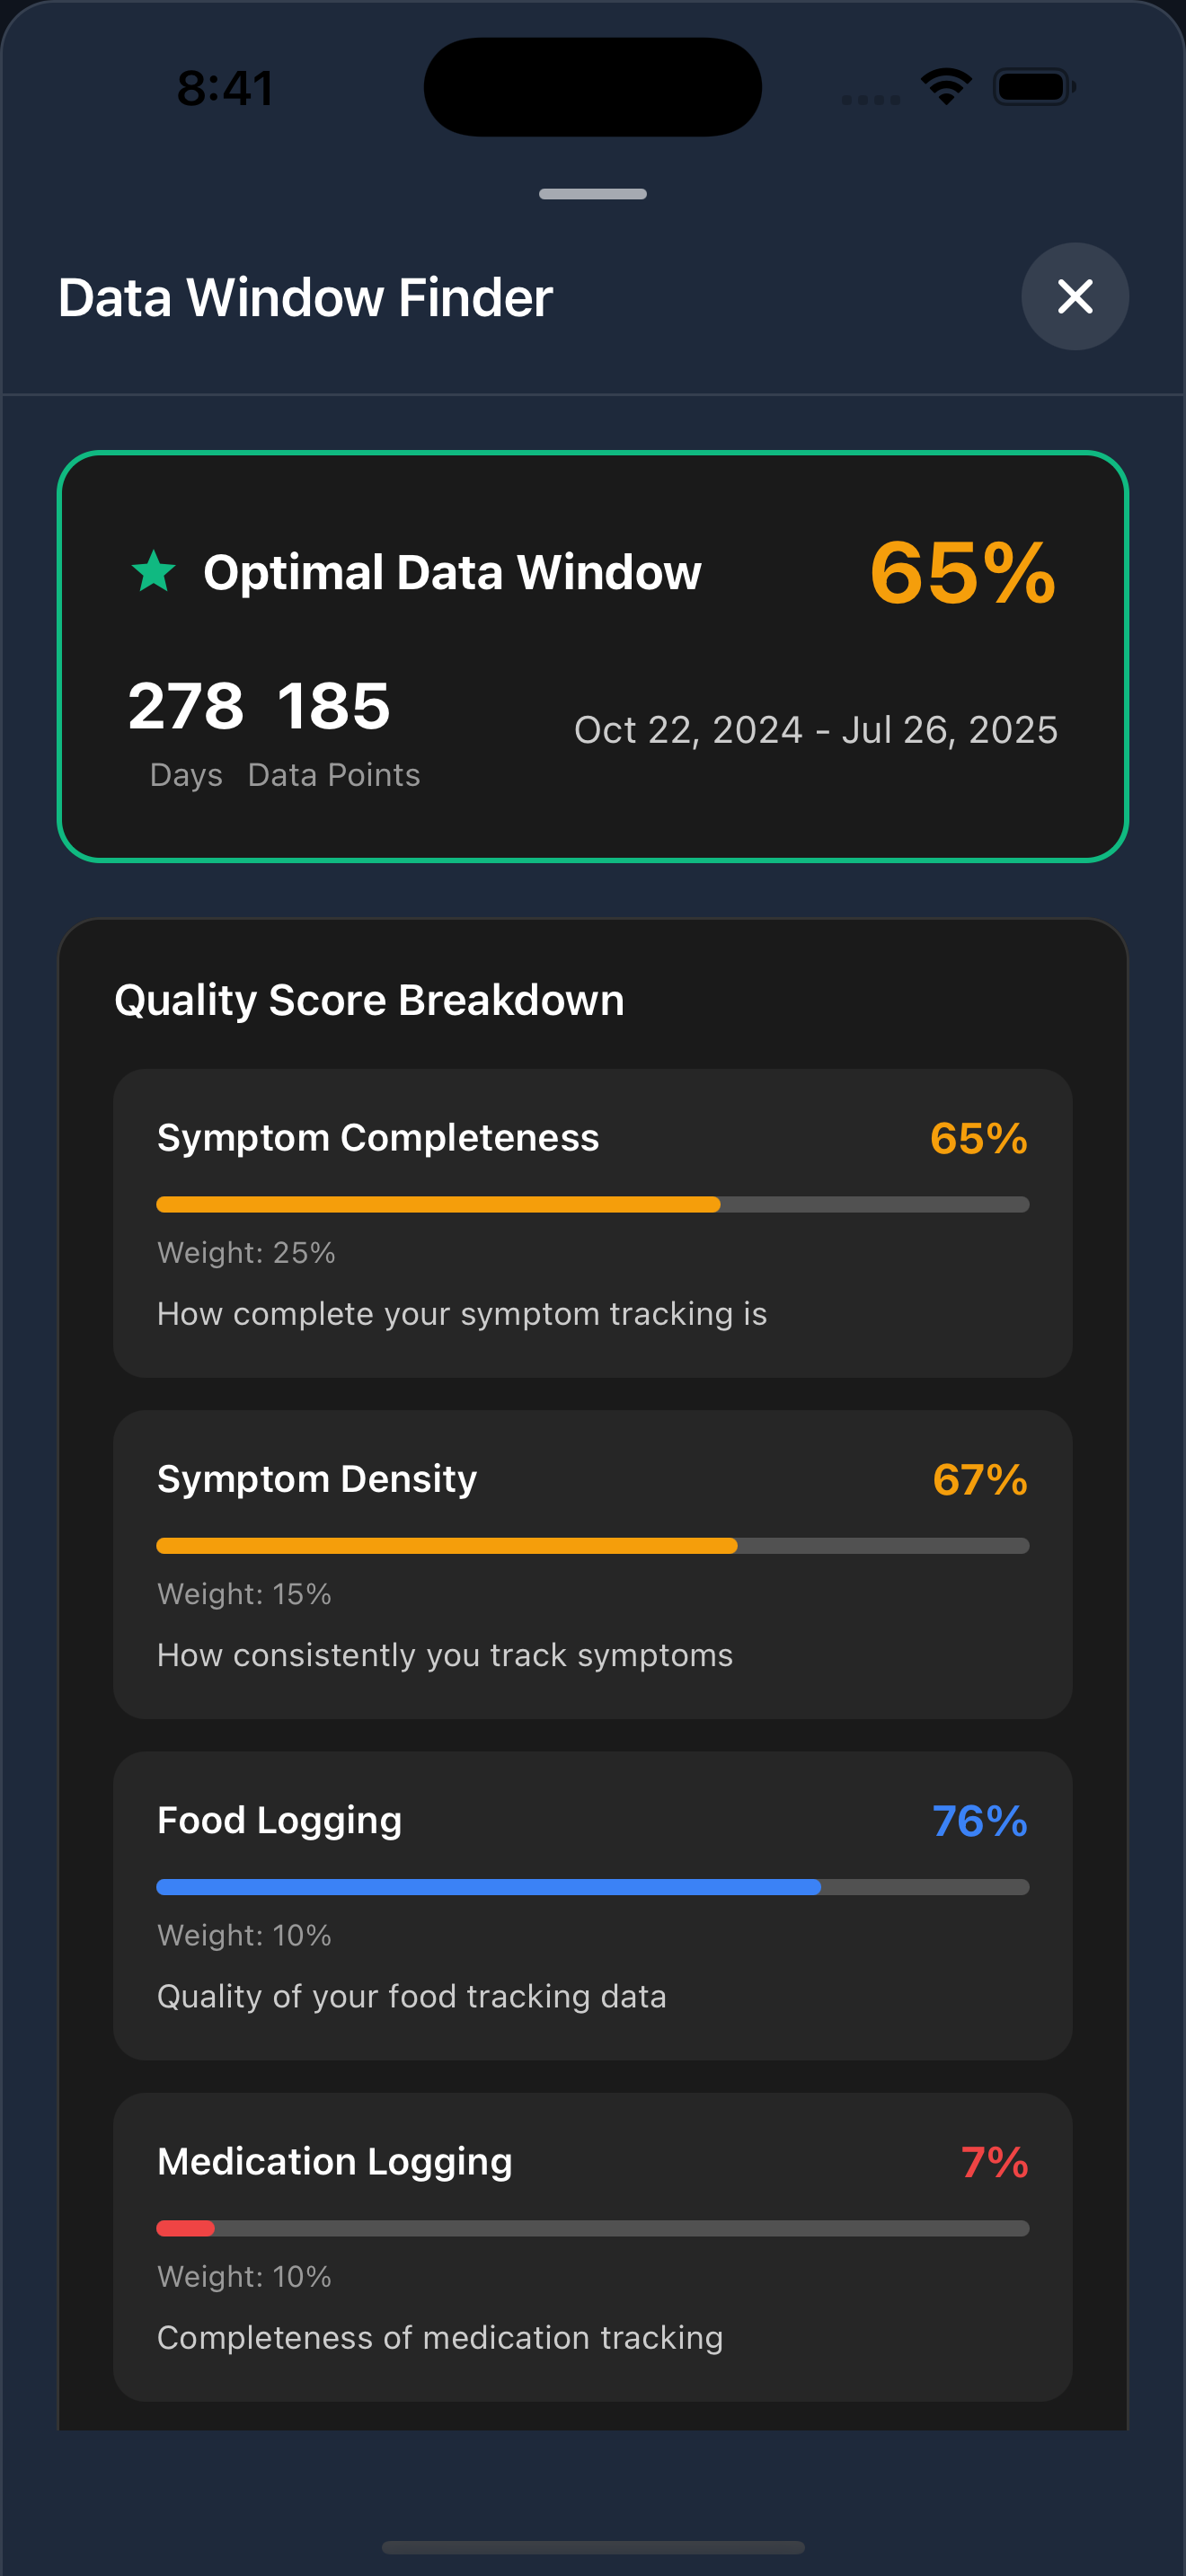 8:41
Data Window Finder
Optimal Data Window
65%
278 185
Days Data Points
Oct 22, 2024 - Jul 26, 2025
Quality Score Breakdown
Symptom Completeness
65%
Weight: 25%
How complete your symptom tracking is
Symptom Density
67%
Weight: 15%
How consistently you track symptoms
Food Logging
76%
Weight: 10%
Quality of your food tracking data
Medication Logging
7%
Weight: 10%
Completeness of medication tracking